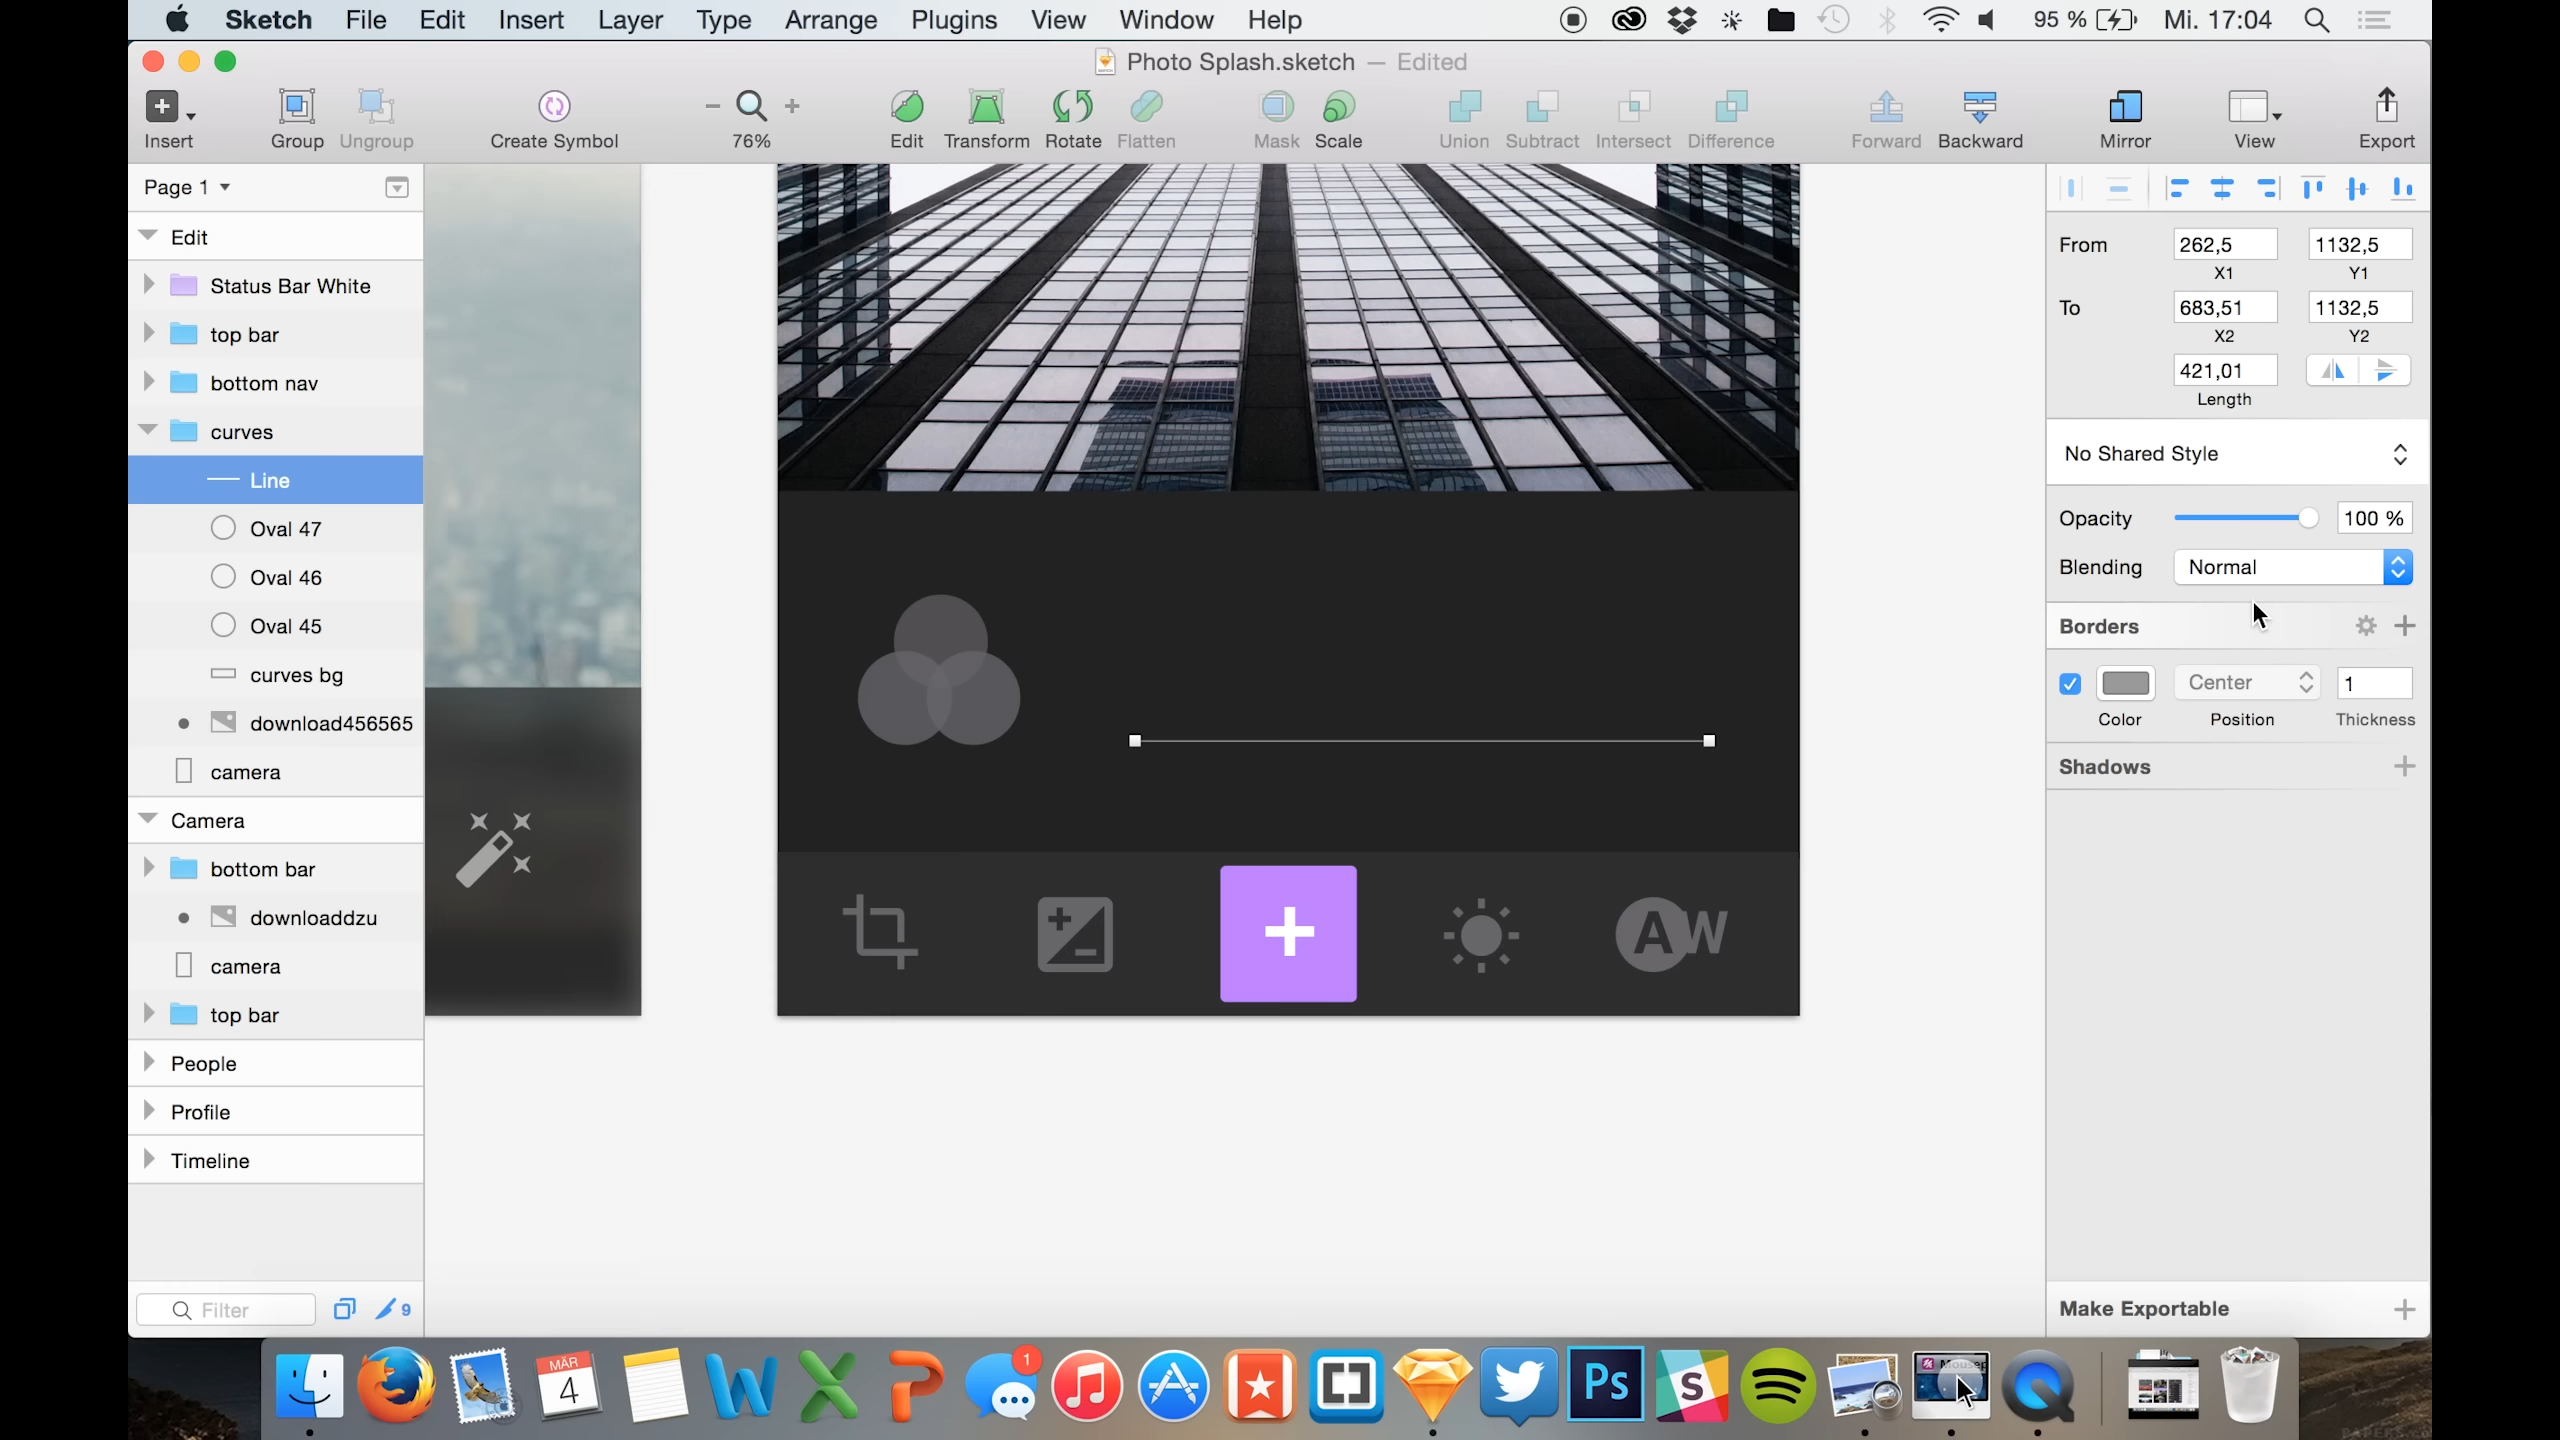 Sketch File Edit Insert Layer Type Arrange Plugins View Window Help 95 % Mi. 17:04
Photo Splash.sketch — Edited
Insert Group Ungroup Create Symbol 76% Edit Transform Rotate Flatten Mask Scale Union Subtract Intersect Difference Forward Backward Mirror View Export
Page 1
Edit
Status Bar White
top bar
bottom nav
curves
Line
Oval 47
Oval 46
Oval 45
curves bg
download456565
camera
Camera
bottom bar
downloaddzu
camera
top bar
People
Profile
Timeline
Filter 9
AW
From 262,5 1132,5
X1 Y1
To 683,51 1132,5
X2 Y2
421,01
Length
No Shared Style
Opacity 100 %
Blending Normal
Borders
Center 1
Color Position Thickness
Shadows
Make Exportable
MÄR
4
1
Ps
S